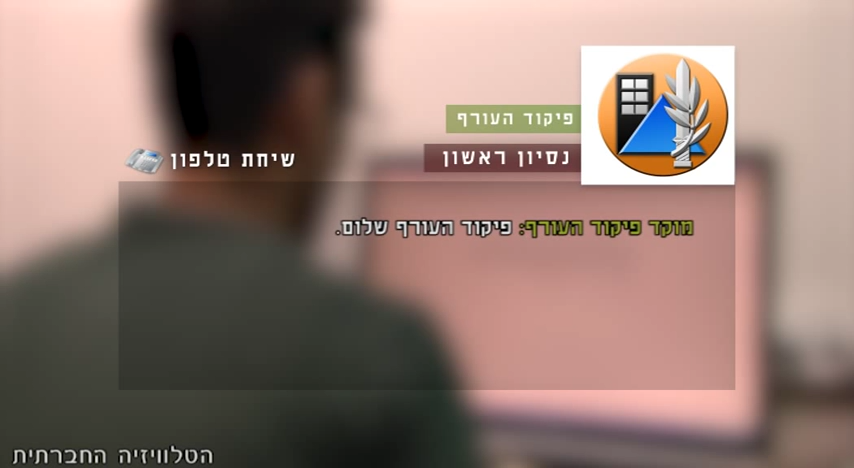 פיקוד העורף
נסיון ראשון
שיחת טלפון
מוקד פיקוד העורף: פיקוד העורף שלום.
הטלוויזיה החברתית